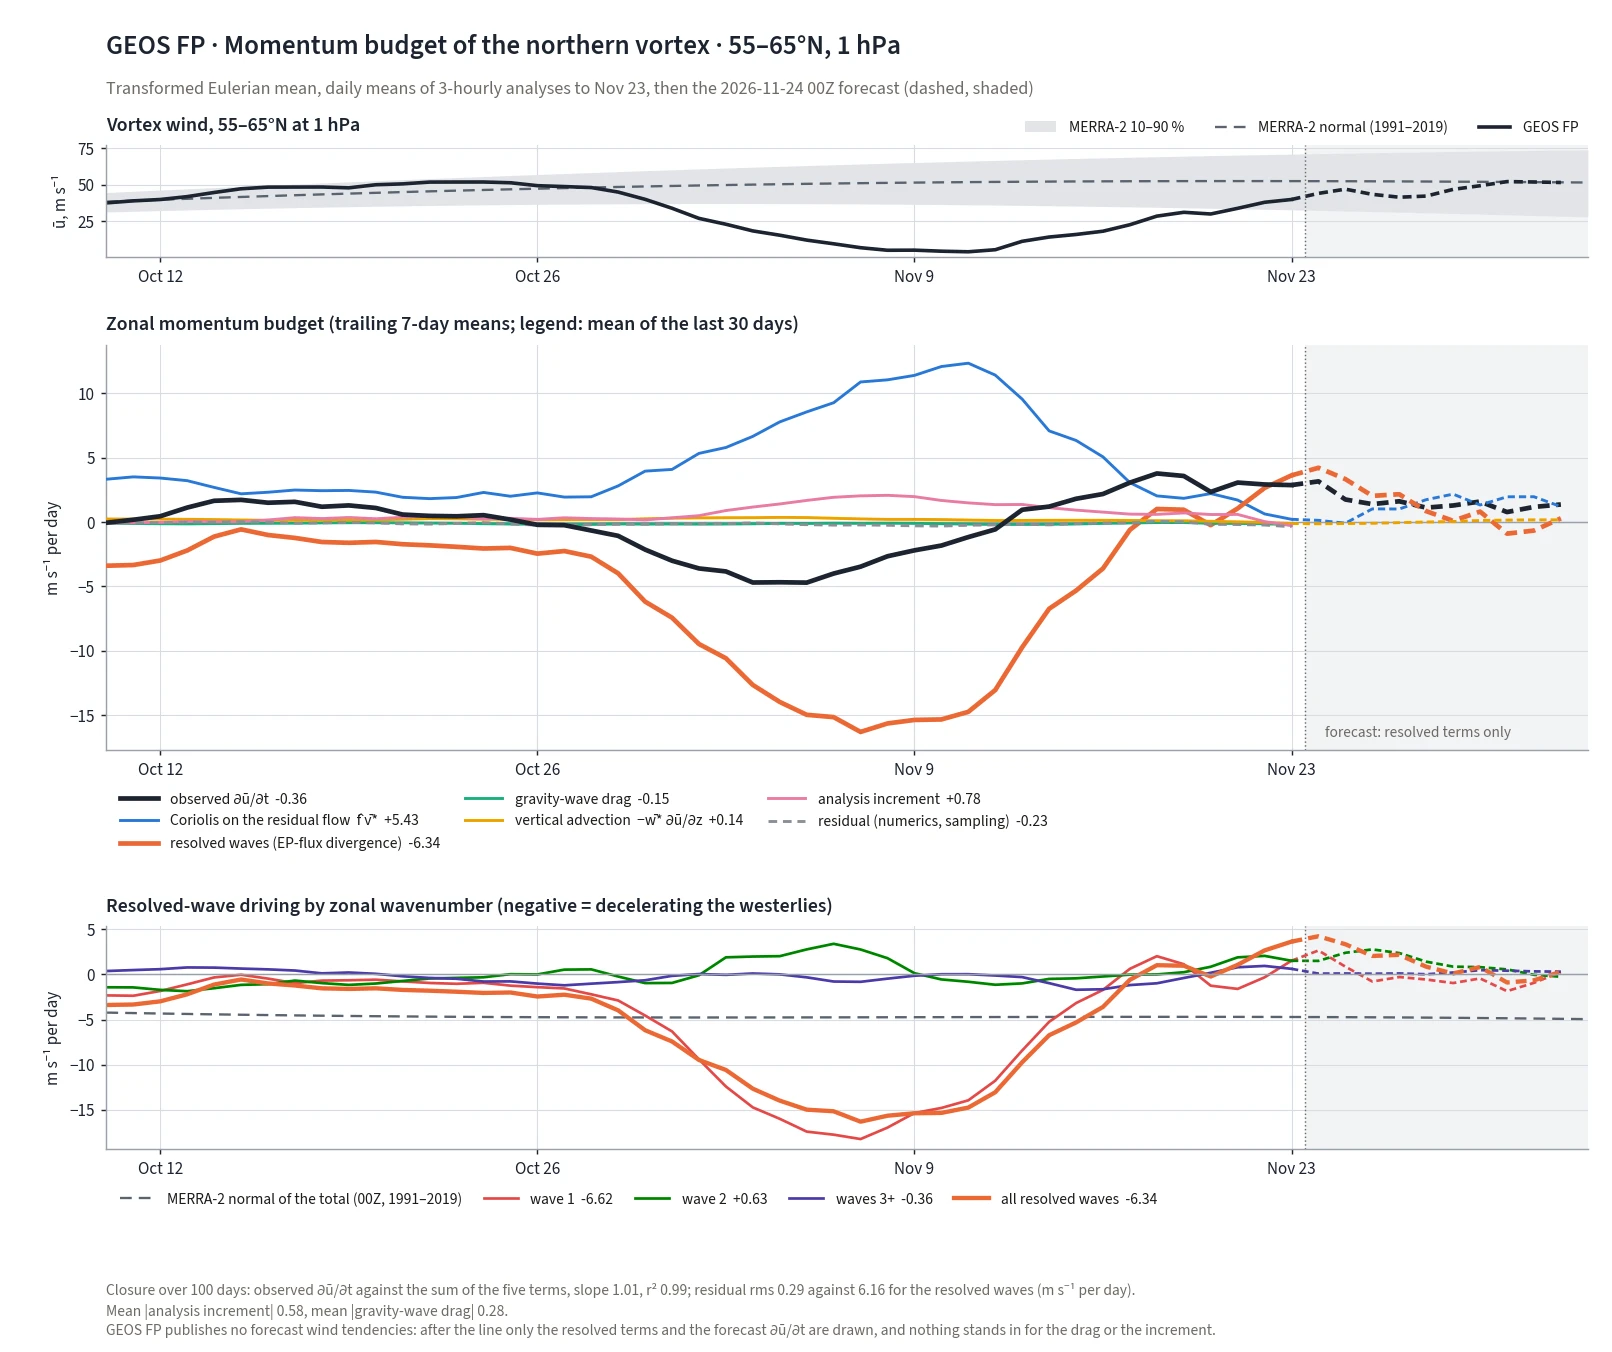 GEOS FP · Momentum budget of the northern vortex · 55–65°N, 1 hPa
Transformed Eulerian mean, daily means of 3-hourly analyses to Nov 23, then the 2026-11-24 00Z forecast (dashed, shaded)
Vortex wind, 55–65°N at 1 hPa
MERRA-2 10–90 %
MERRA-2 normal (1991–2019)
GEOS FP
ū, m s⁻¹
75
50
25
Oct 12
Oct 26
Nov 9
Nov 23
Zonal momentum budget (trailing 7-day means; legend: mean of the last 30 days)
m s⁻¹ per day
10
5
0
−5
−10
−15
forecast: resolved terms only
Oct 12
Oct 26
Nov 9
Nov 23
observed ∂ū/∂t -0.36
gravity-wave drag -0.15
analysis increment +0.78
Coriolis on the residual flow f v̄* +5.43
vertical advection −w̄* ∂ū/∂z +0.14
residual (numerics, sampling) -0.23
resolved waves (EP-flux divergence) -6.34
Resolved-wave driving by zonal wavenumber (negative = decelerating the westerlies)
m s⁻¹ per day
5
0
−5
−10
−15
Oct 12
Oct 26
Nov 9
Nov 23
MERRA-2 normal of the total (00Z, 1991–2019)
wave 1 -6.62
wave 2 +0.63
waves 3+ -0.36
all resolved waves -6.34
Closure over 100 days: observed ∂ū/∂t against the sum of the five terms, slope 1.01, r² 0.99; residual rms 0.29 against 6.16 for the resolved waves (m s⁻¹ per day).
Mean |analysis increment| 0.58, mean |gravity-wave drag| 0.28.
GEOS FP publishes no forecast wind tendencies: after the line only the resolved terms and the forecast ∂ū/∂t are drawn, and nothing stands in for the drag or the increment.